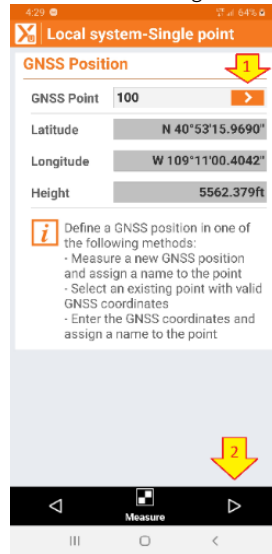 4:29 64%
Local system-Single point
GNSS Position
1
GNSS Point 100 >
Latitude N 40°53'15.9690"
Longitude W 109°11'00.4042"
Height 5562.379ft
i Define a GNSS position in one of
the following methods:
- Measure a new GNSS position
and assign a name to the point
- Select an existing point with valid
GNSS coordinates
- Enter the GNSS coordinates and
assign a name to the point
2
Measure